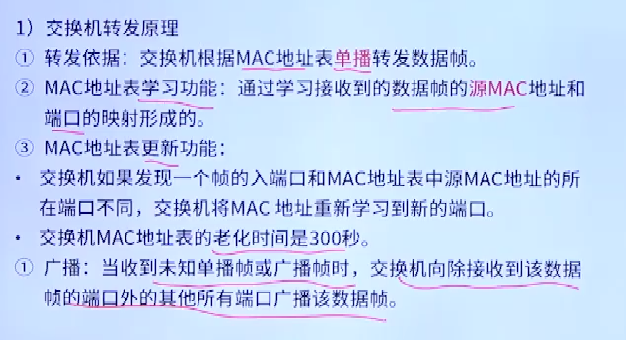 1）交换机转发原理
① 转发依据：交换机根据MAC地址表单播转发数据帧。
② MAC地址表学习功能：通过学习接收到的数据帧的源MAC地址和
端口的映射形成的。
③ MAC地址表更新功能：
• 交换机如果发现一个帧的入端口和MAC地址表中源MAC地址的所
在端口不同，交换机将MAC 地址重新学习到新的端口。
• 交换机MAC地址表的老化时间是300秒。
① 广播：当收到未知单播帧或广播帧时，交换机向除接收到该数据
帧的端口外的其他所有端口广播该数据帧。